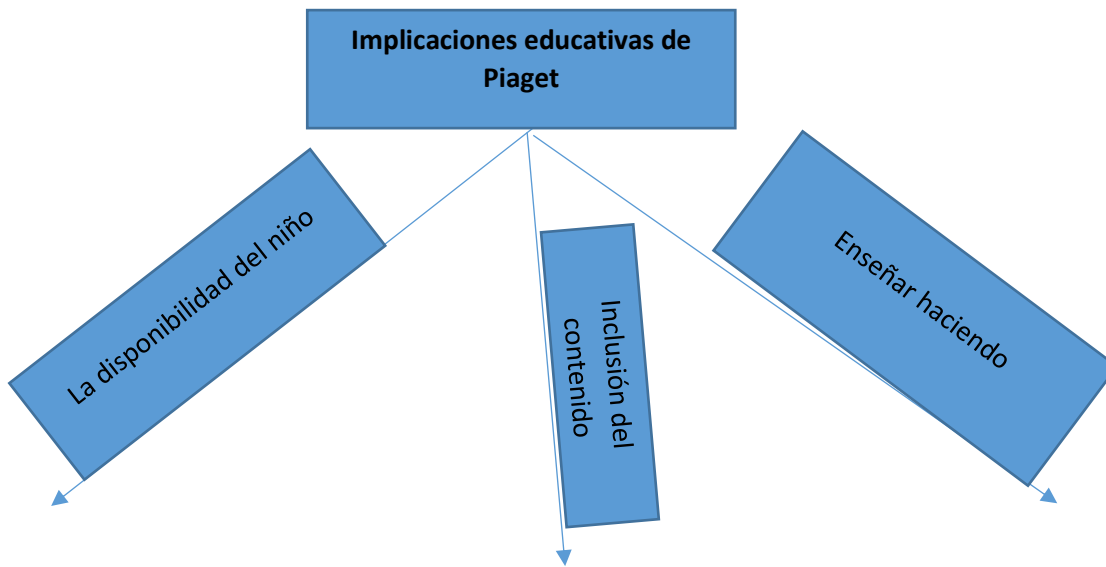 Implicaciones educativas de
Piaget
La disponibilidad del niño
Inclusión del
contenido
Enseñar haciendo